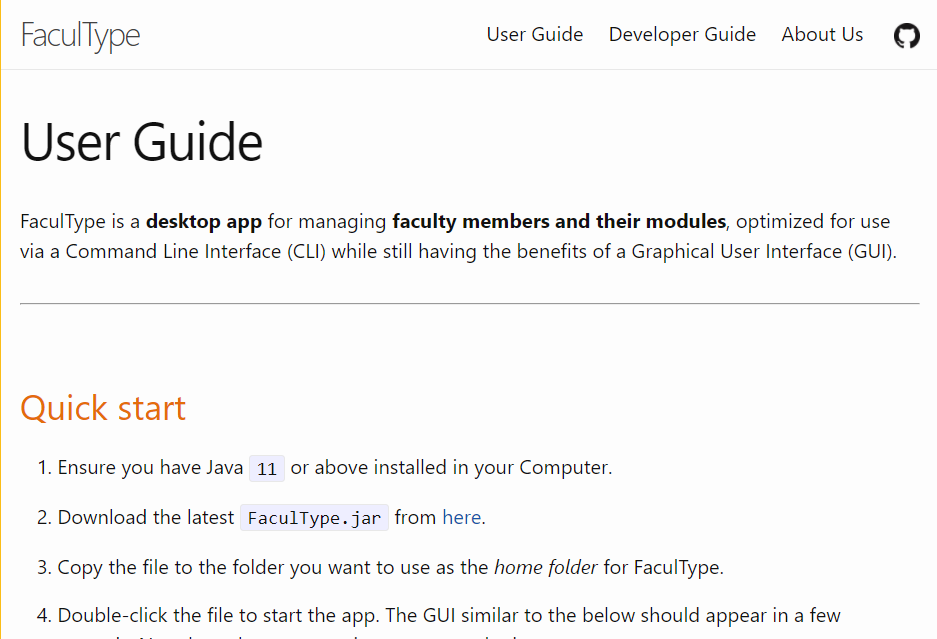 FaculType
User Guide Developer Guide About Us
User Guide
FaculType is a desktop app for managing faculty members and their modules, optimized for use
via a Command Line Interface (CLI) while still having the benefits of a Graphical User Interface (GUI).
Quick start
1. Ensure you have Java 11 or above installed in your Computer.
2. Download the latest FaculType.jar from here.
3. Copy the file to the folder you want to use as the home folder for FaculType.
4. Double-click the file to start the app. The GUI similar to the below should appear in a few